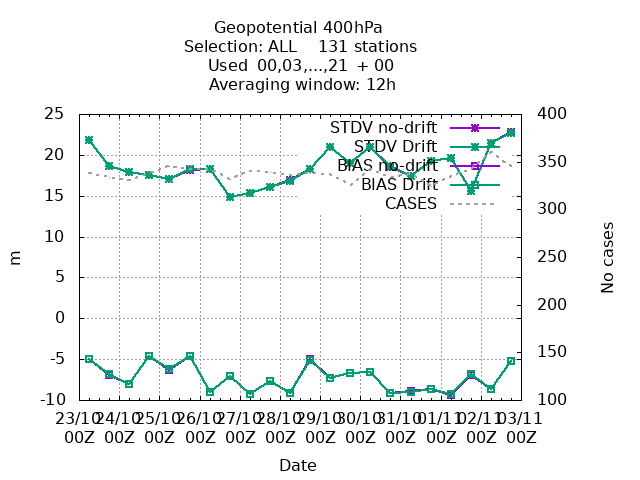 Geopotential 400hPa
Selection: ALL    131 stations
Used  00,03,...,21  + 00
Averaging window: 12h
STDV no-drift
STDV Drift
BIAS no-drift
BIAS Drift
CASES
25
20
15
10
5
0
-5
-10
m
400
350
300
250
200
150
100
No cases
23/10 24/10 25/10 26/10 27/10 28/10 29/10 30/10 31/10 01/11 02/11 03/11
00Z 00Z 00Z 00Z 00Z 00Z 00Z 00Z 00Z 00Z 00Z 00Z
Date